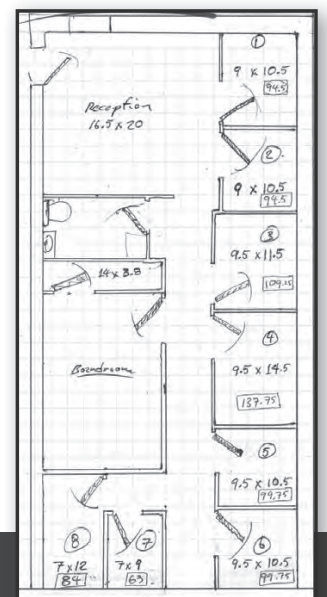 ①
9 x 10.5
94.5
Reception
16.5 x 20
②
9 x 10.5
94.5
③
9.5 x 11.5
109.25
14 x 8.8
④
9.5 x 14.5
137.75
Boardroom
⑤
9.5 x 10.5
99.75
⑥
9.5 x 10.5
99.75
⑧
7 x 12
84
⑦
7 x 9
63